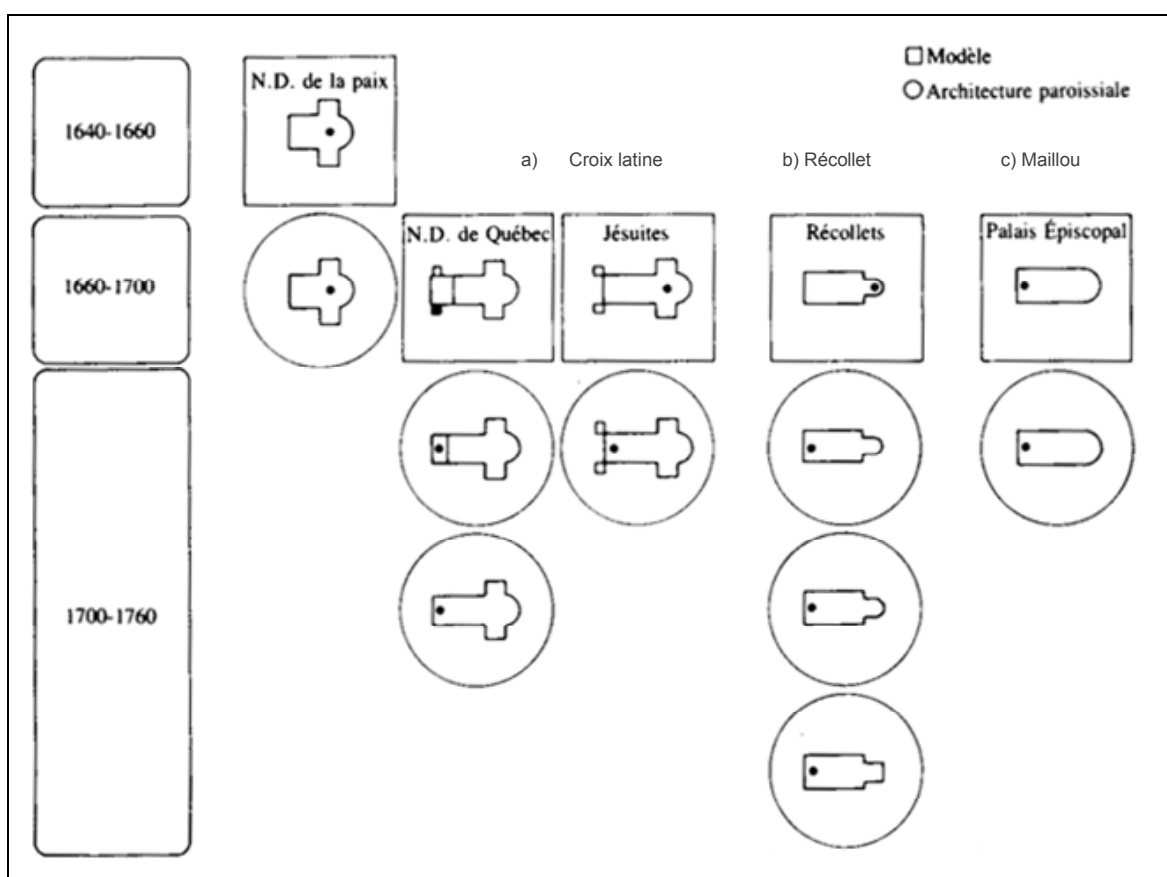 Modèle
Architecture paroissiale
1640-1660
N.D. de la paix
a) Croix latine
b) Récollet
c) Maillou
1660-1700
N.D. de Québec
Jésuites
Récollets
Palais Épiscopal
1700-1760